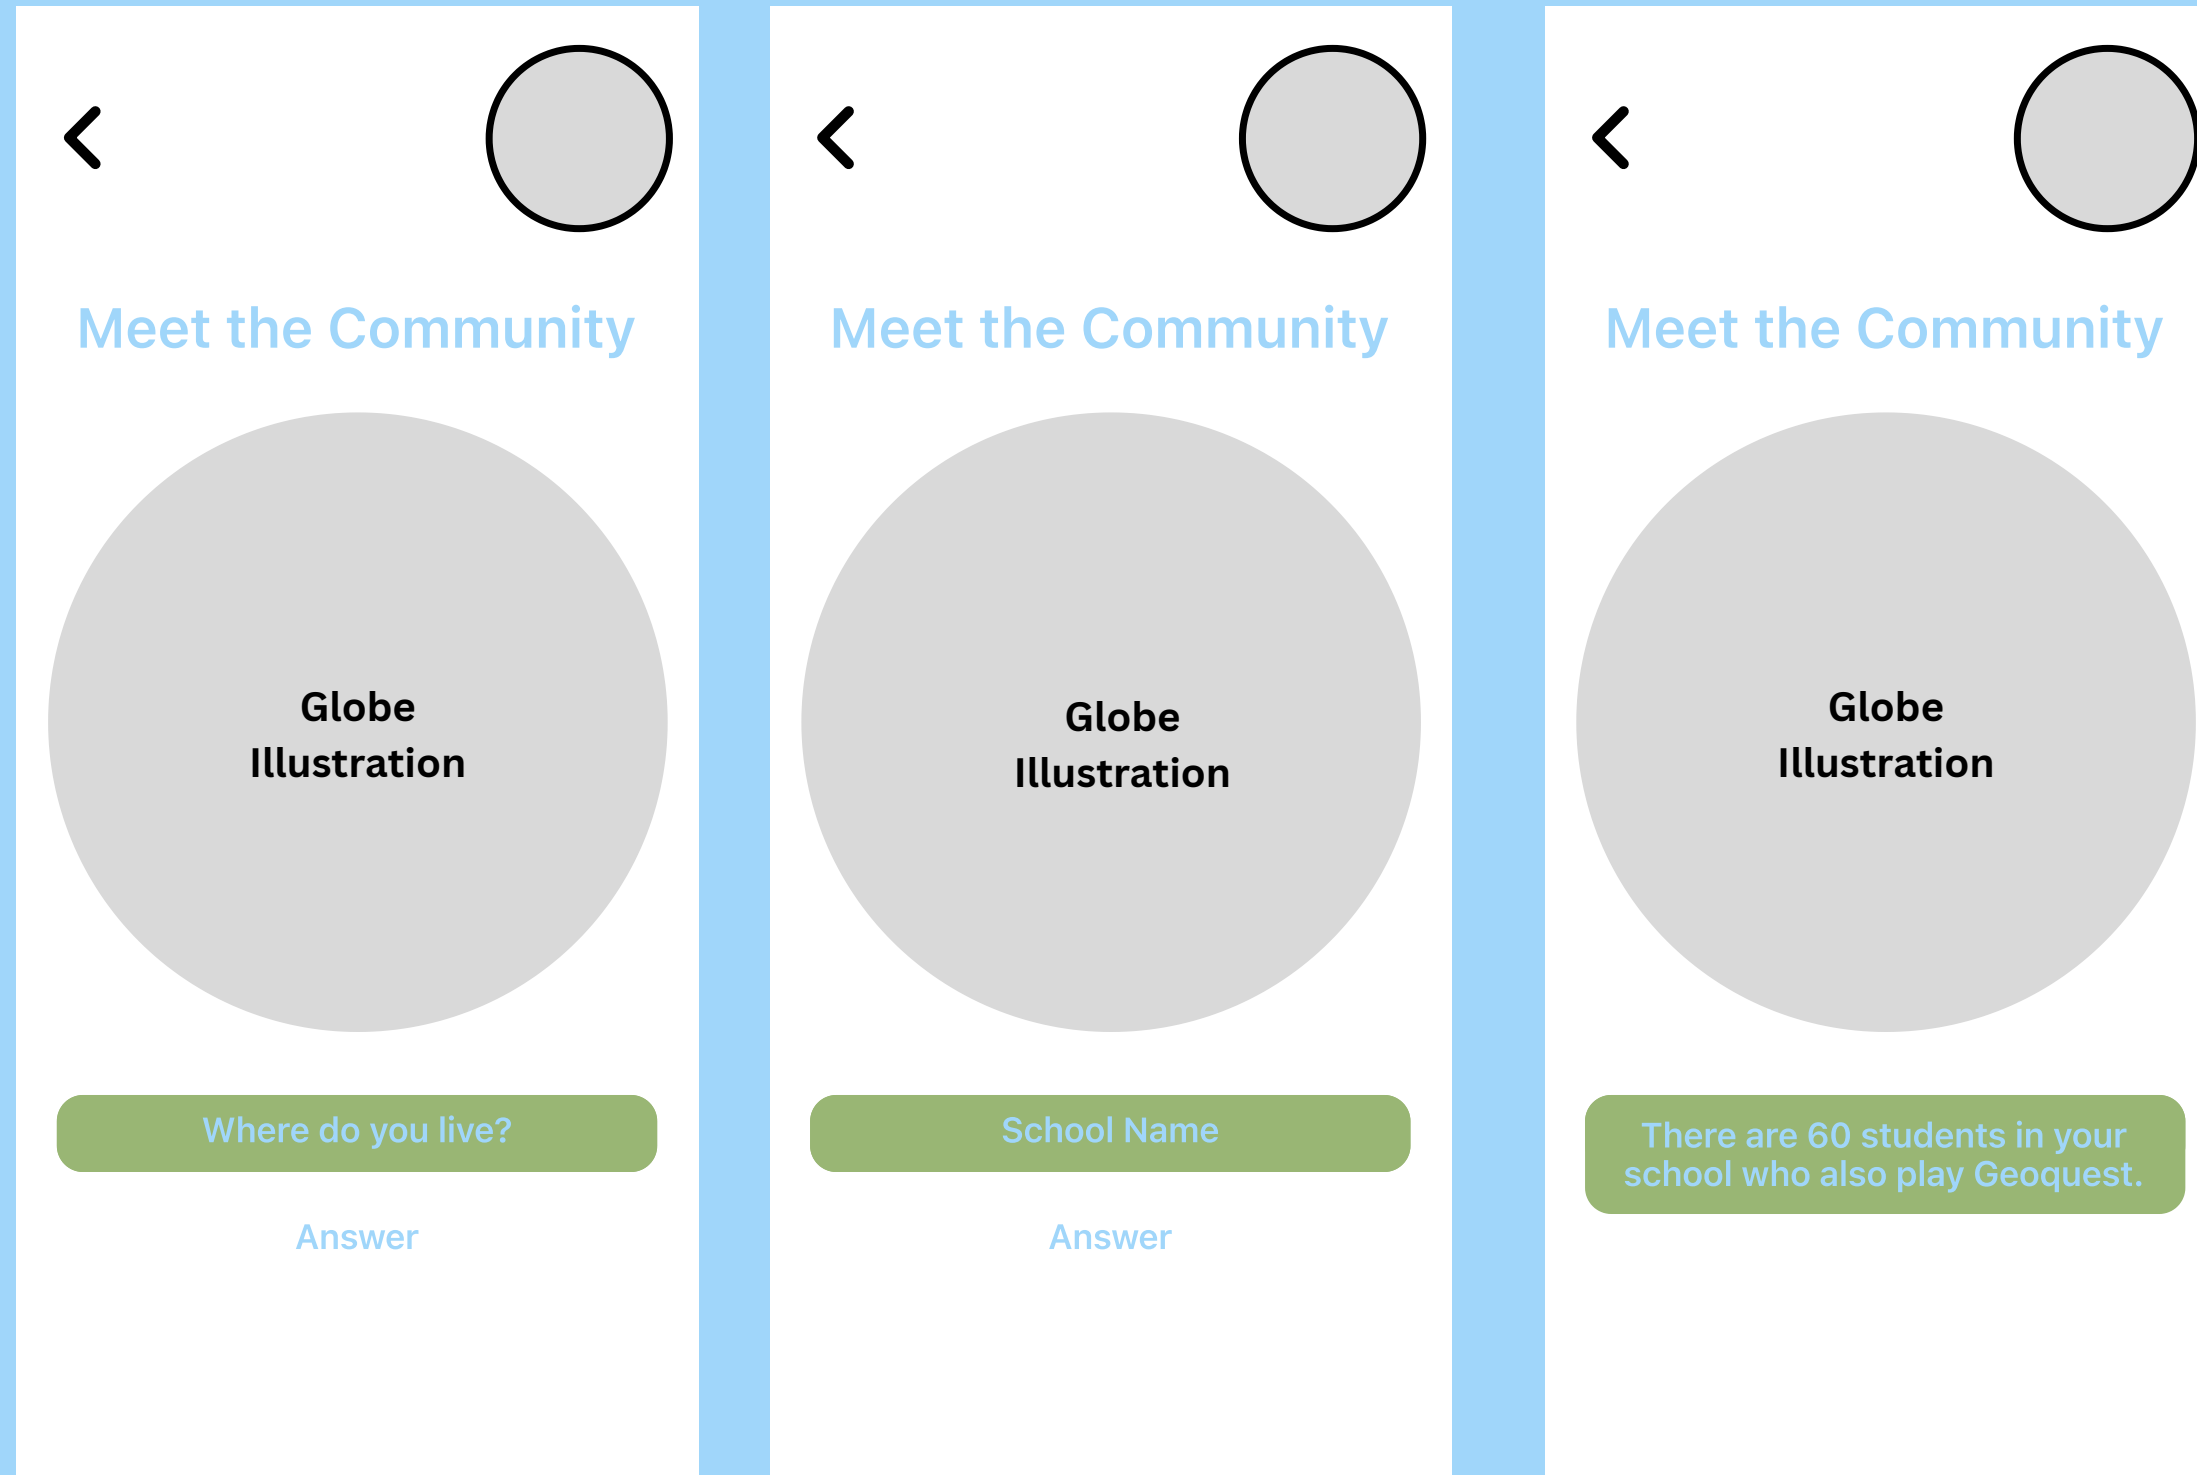 Meet the Community
Globe
Illustration
Where do you live?
Answer
Meet the Community
Globe
Illustration
School Name
Answer
Meet the Community
Globe
Illustration
There are 60 students in your
school who also play Geoquest.